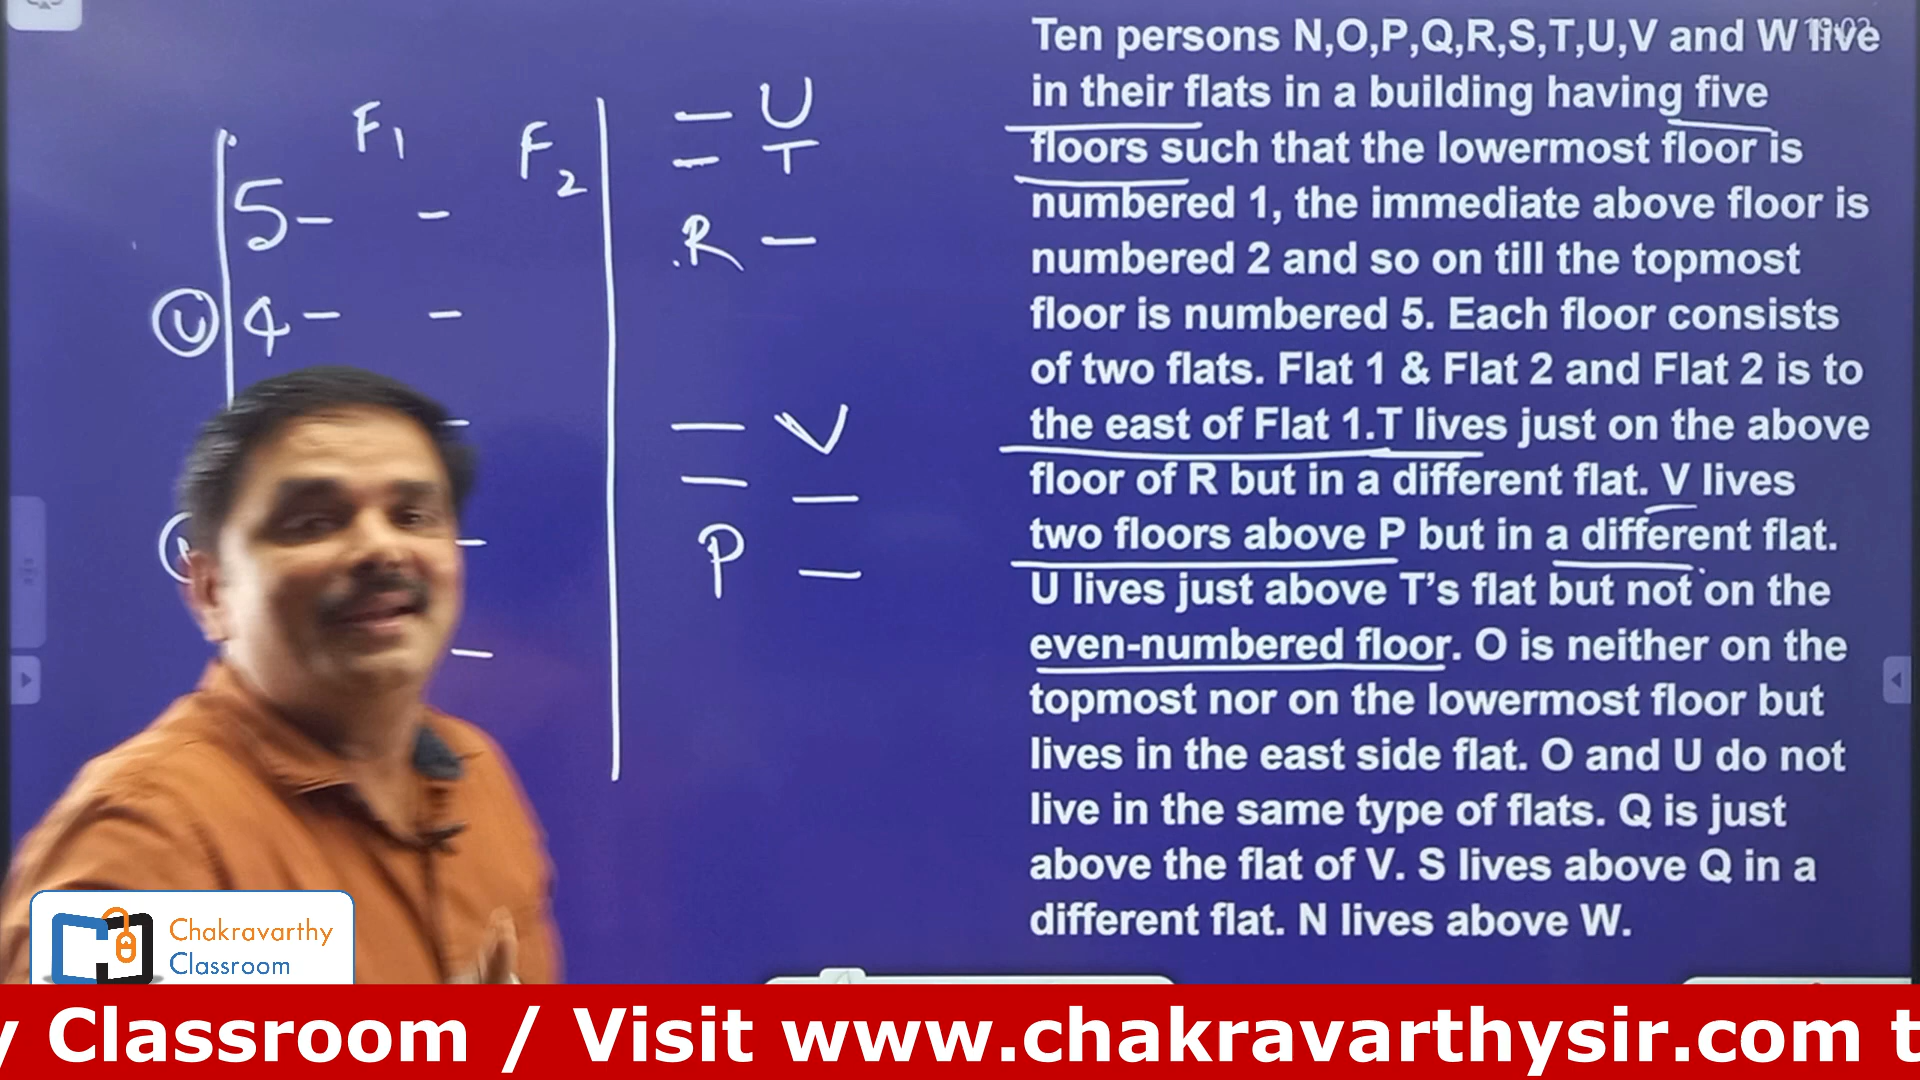 F1
F2
5 - -
U 4 - -
- U
- T
R -
- V
- -
P -
Ten persons N,O,P,Q,R,S,T,U,V and W live
in their flats in a building having five
floors such that the lowermost floor is
numbered 1, the immediate above floor is
numbered 2 and so on till the topmost
floor is numbered 5. Each floor consists
of two flats. Flat 1 & Flat 2 and Flat 2 is to
the east of Flat 1.T lives just on the above
floor of R but in a different flat. V lives
two floors above P but in a different flat.
U lives just above T’s flat but not on the
even-numbered floor. O is neither on the
topmost nor on the lowermost floor but
lives in the east side flat. O and U do not
live in the same type of flats. Q is just
above the flat of V. S lives above Q in a
different flat. N lives above W.
Chakravarthy
Classroom
y Classroom / Visit www.chakravarthysir.com t